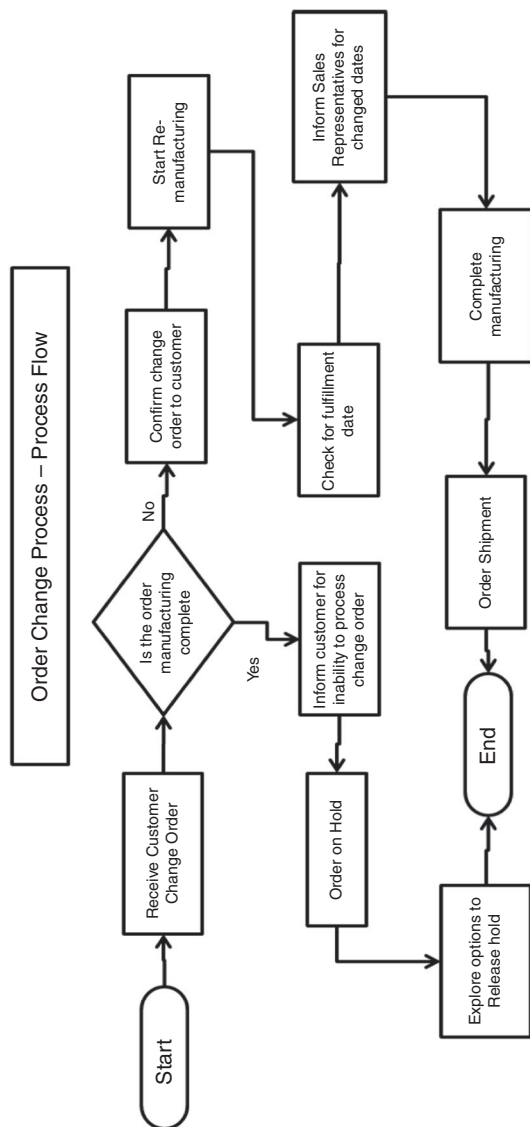 Order Change Process – Process Flow
Start
Receive Customer
Change Order
Is the order
manufacturing
complete
No
Confirm change
order to customer
Start Re-
manufacturing
Yes
Inform customer for
inability to process
change order
Check for fulfillment
date
Inform Sales
Representatives for
changed dates
Order on Hold
Explore options to
Release hold
End
Order Shipment
Complete
manufacturing